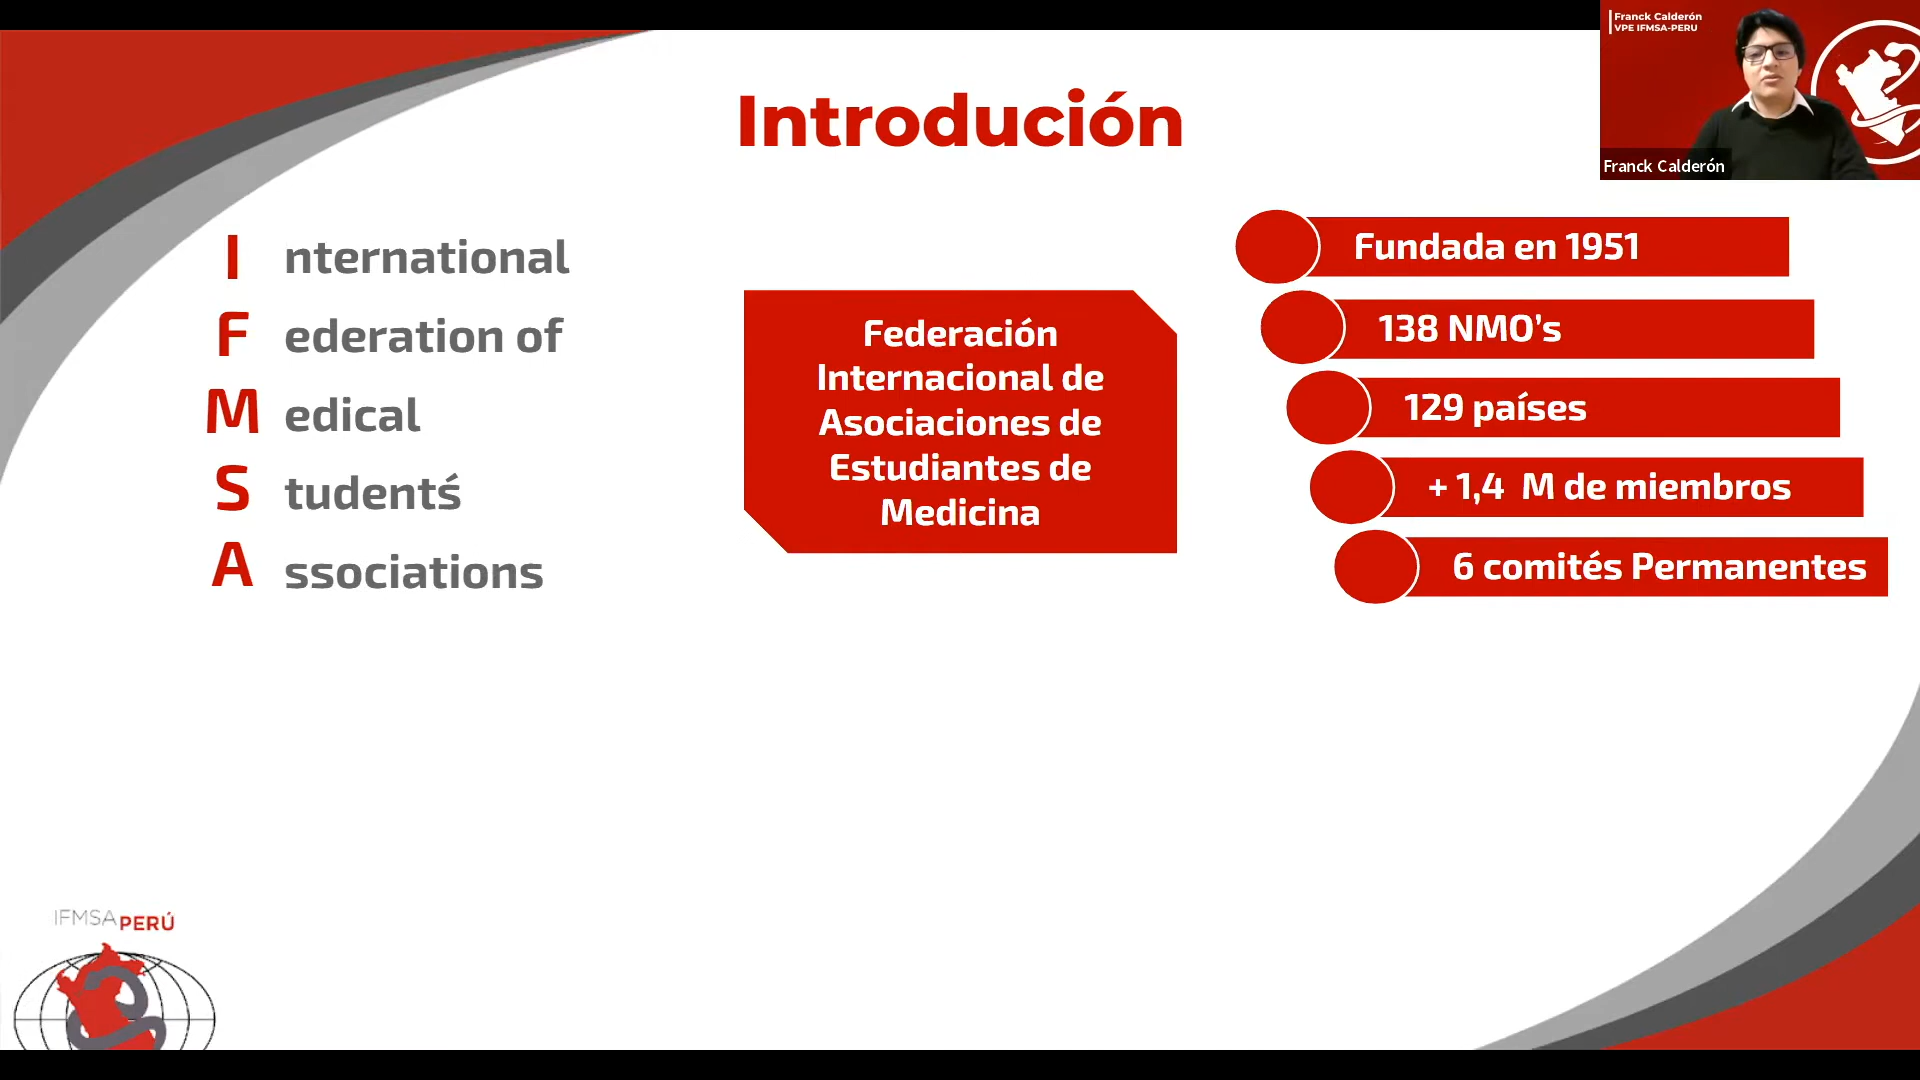 Franck Calderón
VPE IFMSA-PERU
Franck Calderón
Introdución
I nternational
F ederation of
M edical
S tudentś
A ssociations
Federación
Internacional de
Asociaciones de
Estudiantes de
Medicina
Fundada en 1951
138 NMO's
129 países
+ 1,4 M de miembros
6 comités Permanentes
IFMSA PERÚ